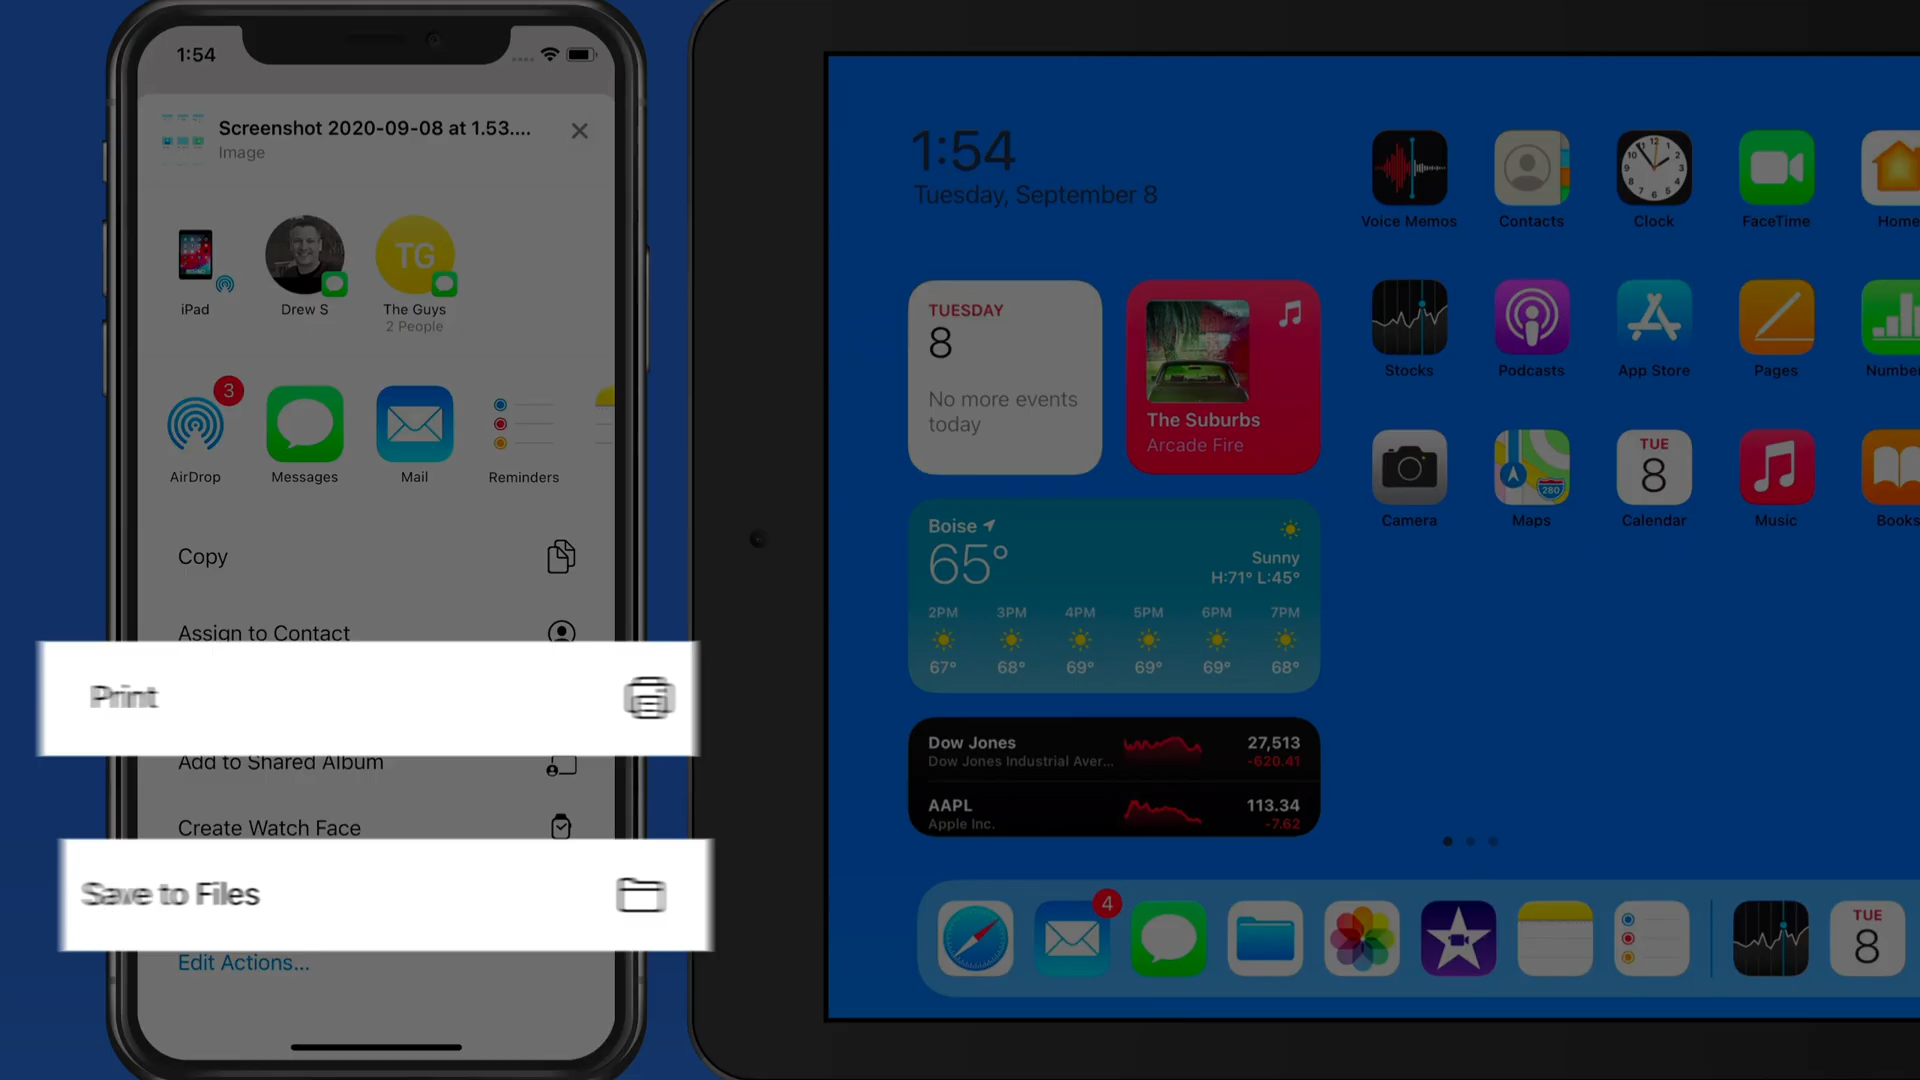 1:54
Screenshot 2020-09-08 at 1.53....
Image
iPad
Drew S
TG
The Guys
2 People
3
AirDrop
Messages
Mail
Reminders
Copy
Assign to Contact
Print
Add to Shared Album
Create Watch Face
Save to Files
Edit Actions...
1:54
Tuesday, September 8
TUESDAY
8
No more events
today
The Suburbs
Arcade Fire
Boise
65°
Sunny
H:71° L:45°
2PM 3PM 4PM 5PM 6PM 7PM
67° 68° 69° 69° 69° 68°
Dow Jones 27,513
Dow Jones Industrial Aver... -620.41
AAPL 113.34
Apple Inc. -7.62
Voice Memos Contacts Clock FaceTime Home
Stocks Podcasts App Store Pages Number
280
TUE
8
Camera Maps Calendar Music Books
4
TUE
8